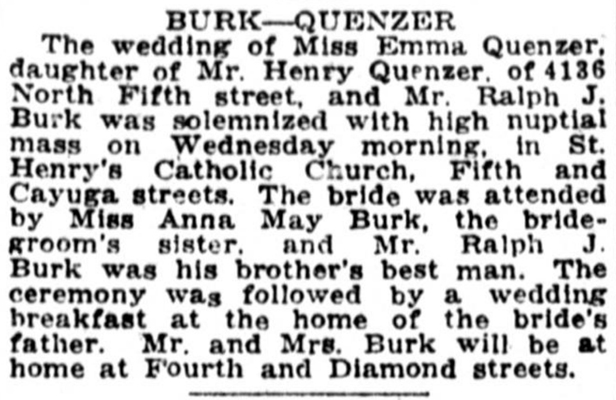 BURK—QUENZER
The wedding of Miss Emma Quenzer,
daughter of Mr. Henry Quenzer, of 4136
North Fifth street, and Mr. Ralph J.
Burk was solemnized with high nuptial
mass on Wednesday morning, in St.
Henry's Catholic Church, Fifth and
Cayuga streets. The bride was attended
by Miss Anna May Burk, the bride-
groom's sister, and Mr. Ralph J.
Burk was his brother's best man. The
ceremony was followed by a wedding
breakfast at the home of the bride's
father. Mr. and Mrs. Burk will be at
home at Fourth and Diamond streets.